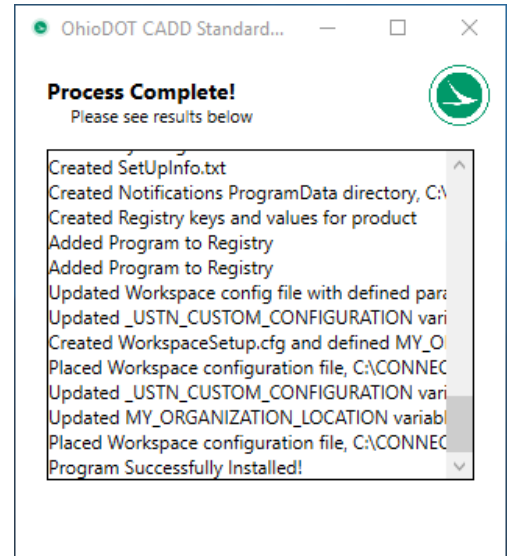 OhioDOT CADD Standard...
Process Complete!
Please see results below
Created SetUpInfo.txt
Created Notifications ProgramData directory, C:\
Created Registry keys and values for product
Added Program to Registry
Added Program to Registry
Updated Workspace config file with defined para
Updated _USTN_CUSTOM_CONFIGURATION vari
Created WorkspaceSetup.cfg and defined MY_O
Placed Workspace configuration file, C:\CONNEC
Updated _USTN_CUSTOM_CONFIGURATION vari
Updated MY_ORGANIZATION_LOCATION variabl
Placed Workspace configuration file, C:\CONNEC
Program Successfully Installed!